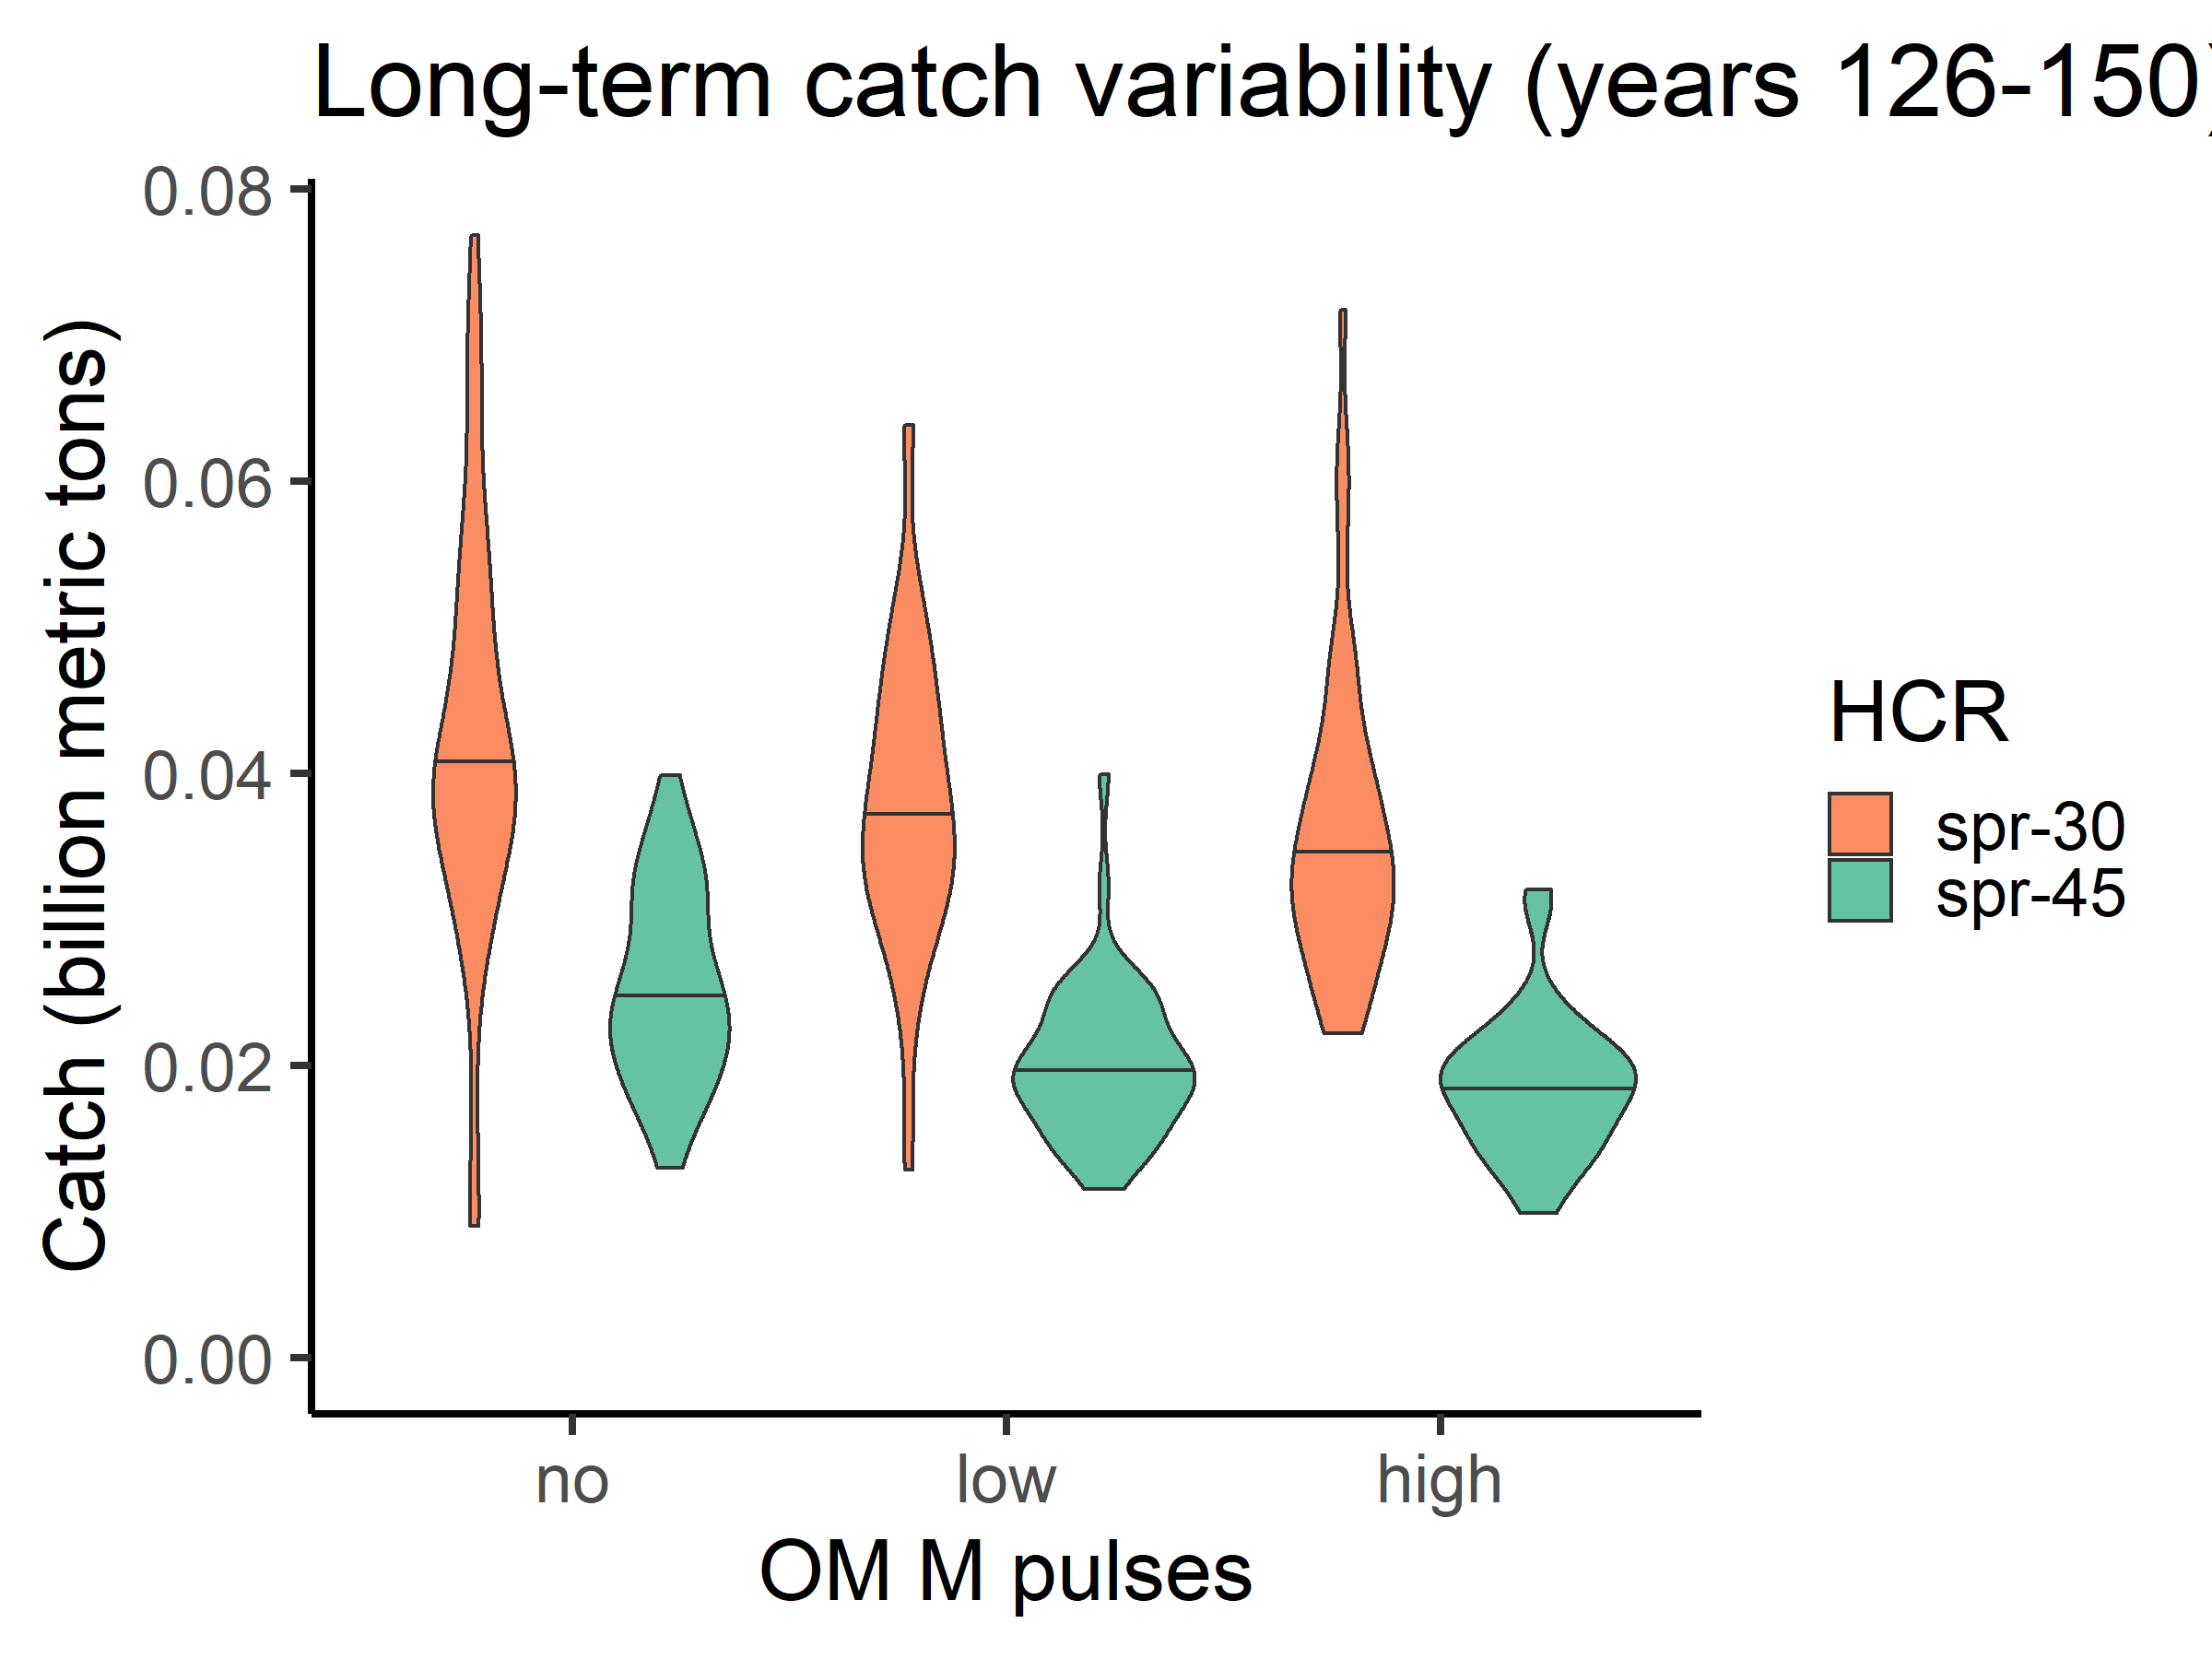 Long-term catch variability (years 126-150)
Catch (billion metric tons)
0.08
0.06
0.04
0.02
0.00
no low high
OM M pulses
HCR
spr-30
spr-45